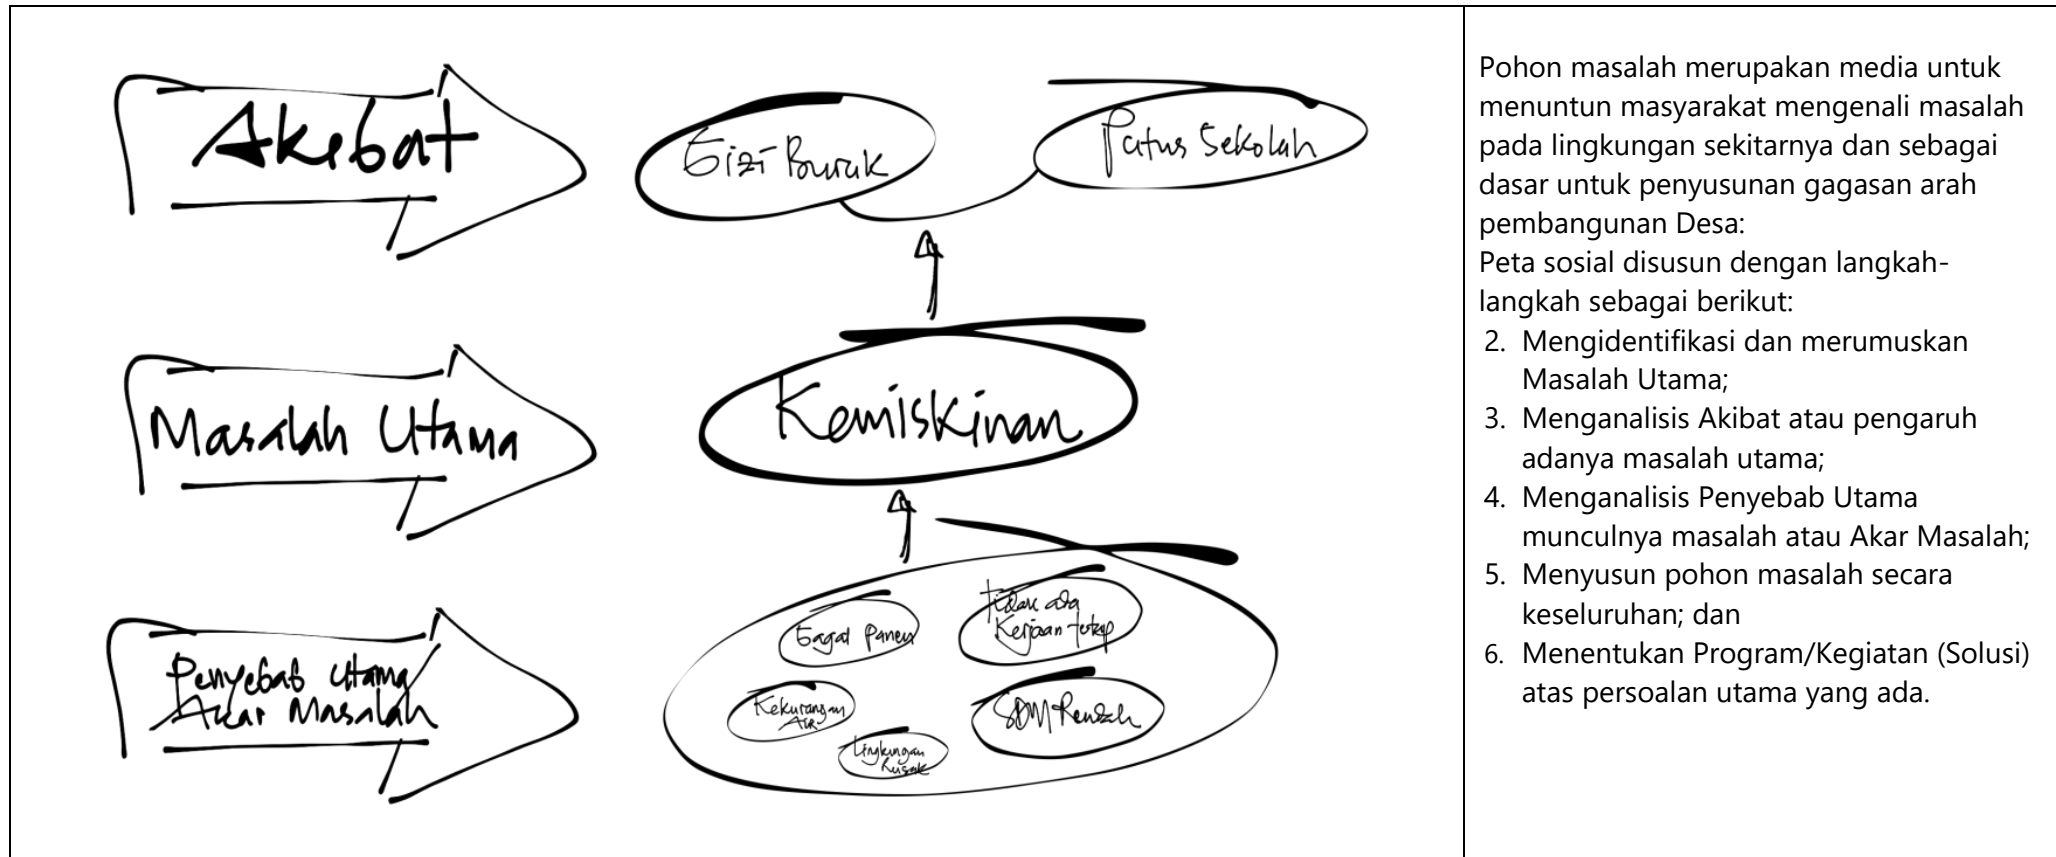 Akibat
Gizi Buruk
Putus Sekolah
Masalah Utama
Kemiskinan
Penyebab Utama
Akar Masalah
Gagal Panen
tidak ada
Kerjaan tetap
Kekurangan
Air
SDM Rendah
Lingkungan
Rusak
Pohon masalah merupakan media untuk
menuntun masyarakat mengenali masalah
pada lingkungan sekitarnya dan sebagai
dasar untuk penyusunan gagasan arah
pembangunan Desa:
Peta sosial disusun dengan langkah-
langkah sebagai berikut:
2. Mengidentifikasi dan merumuskan
Masalah Utama;
3. Menganalisis Akibat atau pengaruh
adanya masalah utama;
4. Menganalisis Penyebab Utama
munculnya masalah atau Akar Masalah;
5. Menyusun pohon masalah secara
keseluruhan; dan
6. Menentukan Program/Kegiatan (Solusi)
atas persoalan utama yang ada.